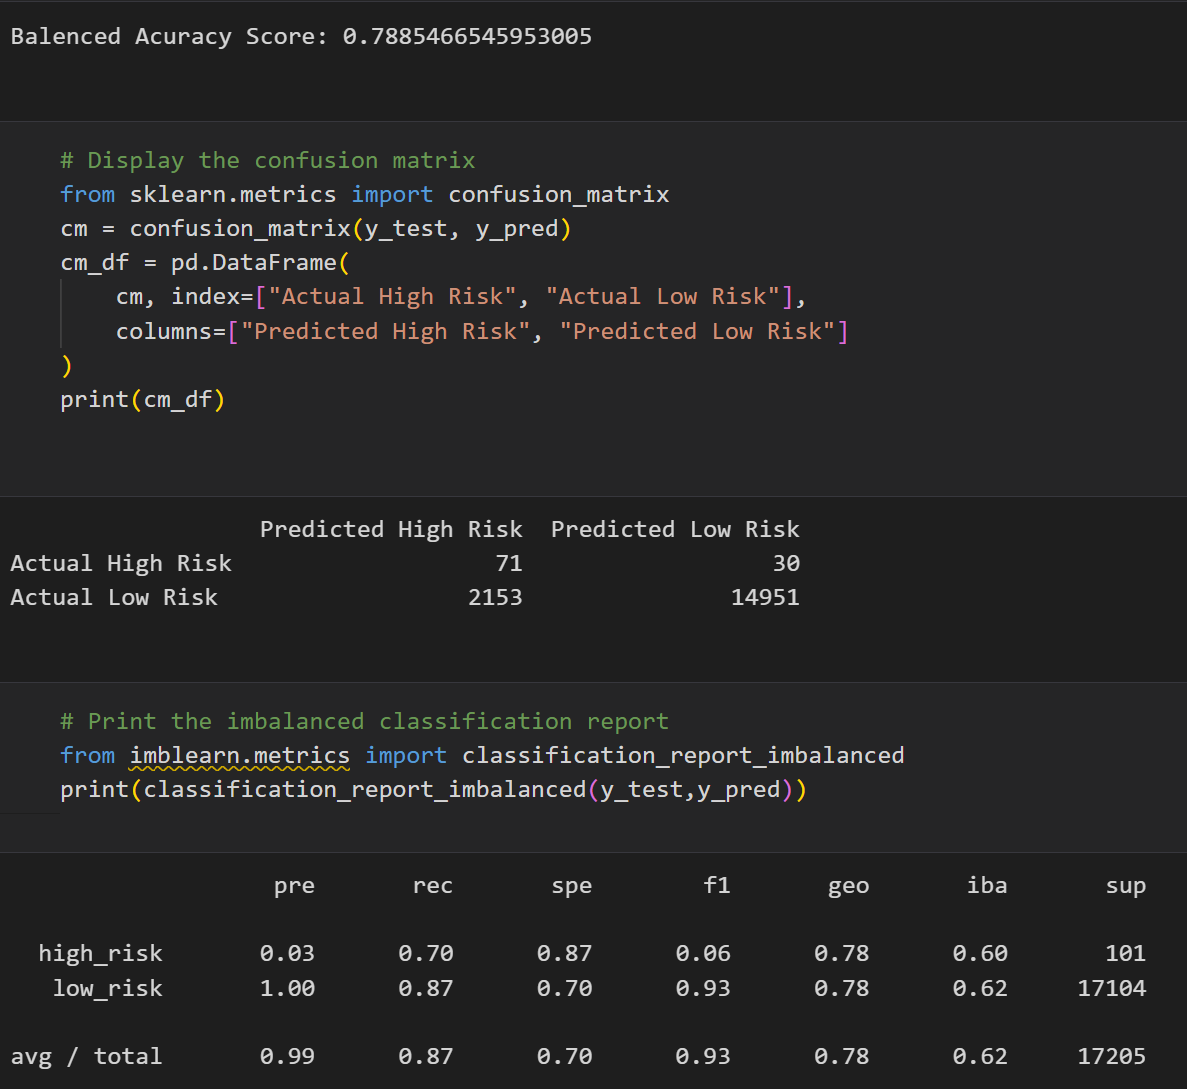 Balenced Acuracy Score: 0.7885466545953005
# Display the confusion matrix
from sklearn.metrics import confusion_matrix
cm = confusion_matrix(y_test, y_pred)
cm_df = pd.DataFrame(
    cm, index=["Actual High Risk", "Actual Low Risk"],
    columns=["Predicted High Risk", "Predicted Low Risk"]
)
print(cm_df)
                  Predicted High Risk  Predicted Low Risk
Actual High Risk                   71                  30
Actual Low Risk                  2153               14951
# Print the imbalanced classification report
from imblearn.metrics import classification_report_imbalanced
print(classification_report_imbalanced(y_test,y_pred))
                   pre       rec       spe        f1       geo       iba       sup
  high_risk       0.03      0.70      0.87      0.06      0.78      0.60       101
   low_risk       1.00      0.87      0.70      0.93      0.78      0.62     17104
avg / total       0.99      0.87      0.70      0.93      0.78      0.62     17205